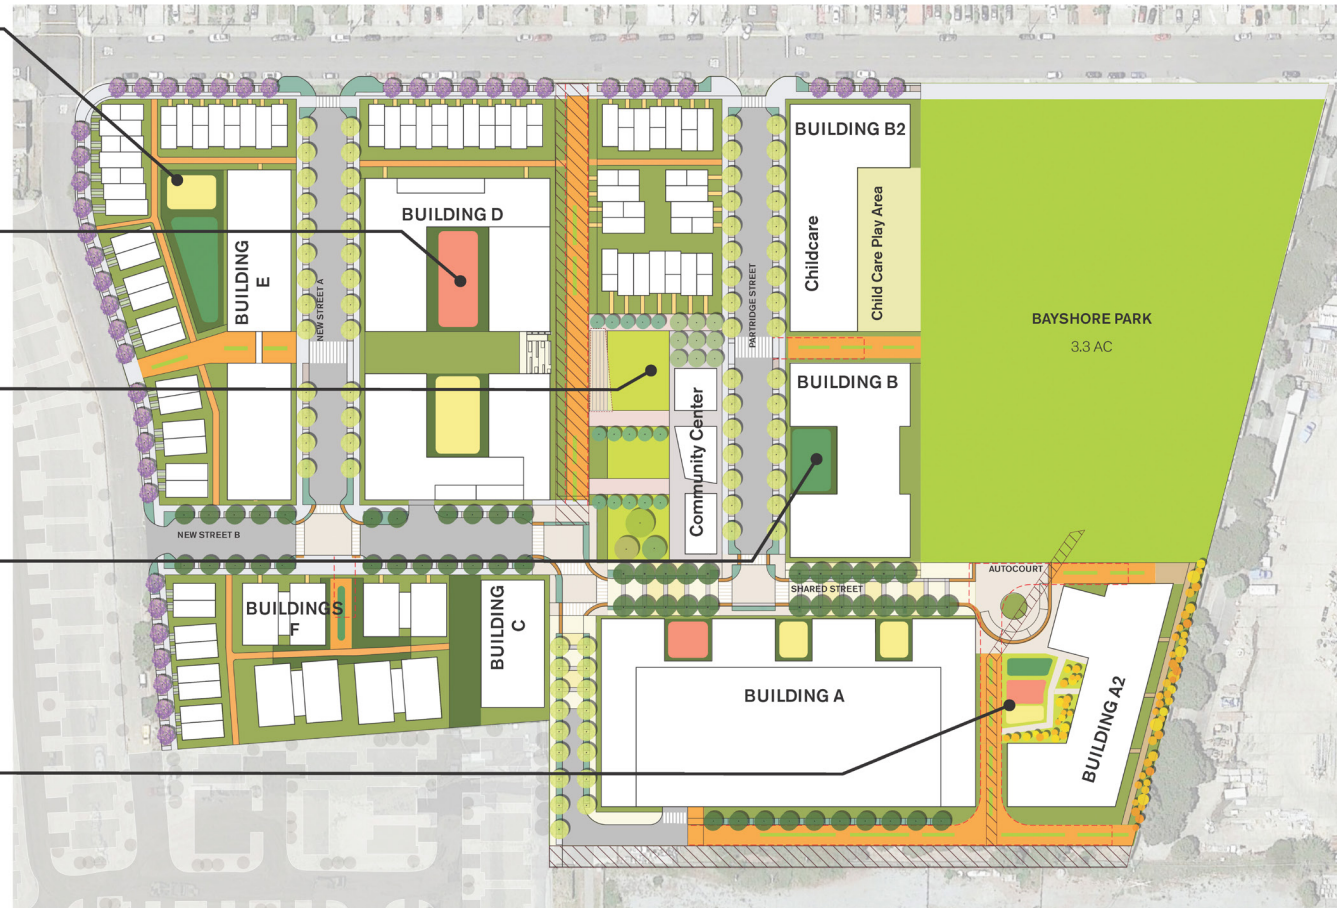 BUILDING B2
Childcare
Child Care Play Area
BUILDING D
BUILDING
E
NEW STREET A
PARTRIDGE STREET
BAYSHORE PARK
3.3 AC
BUILDING B
Community Center
NEW STREET B
AUTOCOURT
SHARED STREET
BUILDINGS
F
BUILDING
C
BUILDING A
BUILDING A2